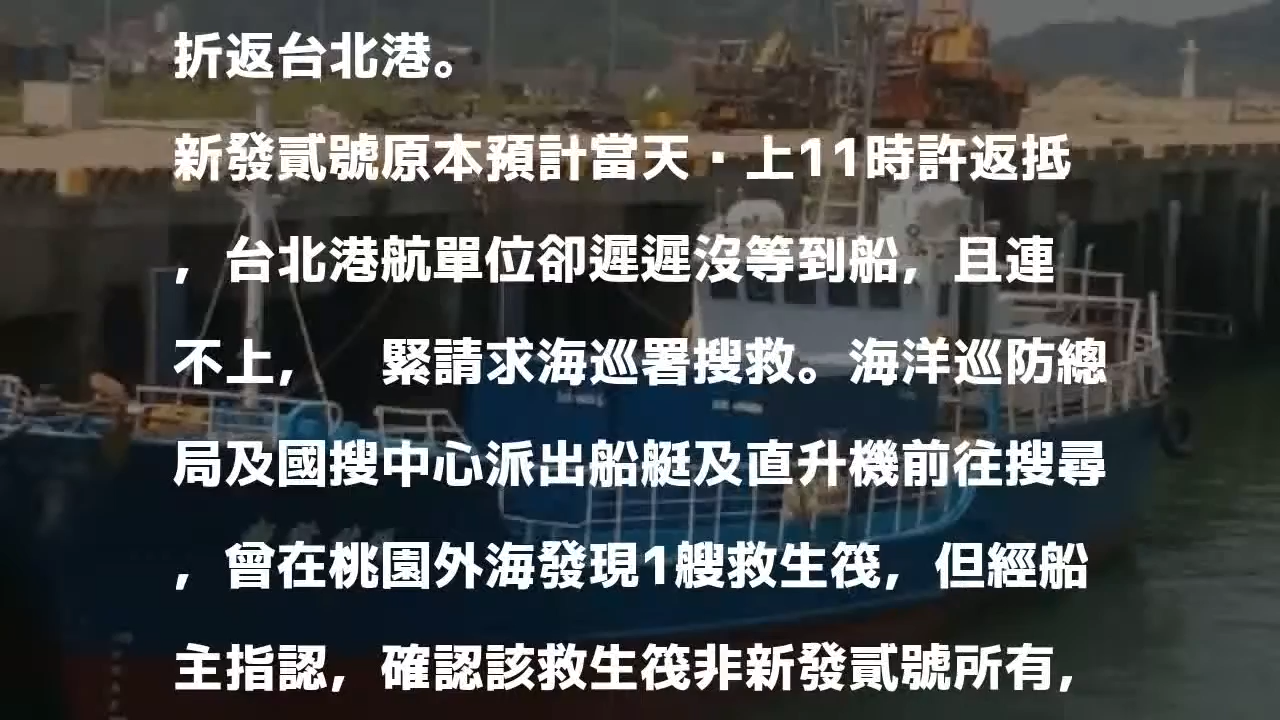 折返台北港。
新發貳號原本預計當天·上11時許返抵
，台北港航單位卻遲遲沒等到船，且連
不上，　緊請求海巡署搜救。海洋巡防總
局及國搜中心派出船艇及直升機前往搜尋
，曾在桃園外海發現1艘救生筏，但經船
主指認，確認該救生筏非新發貳號所有，